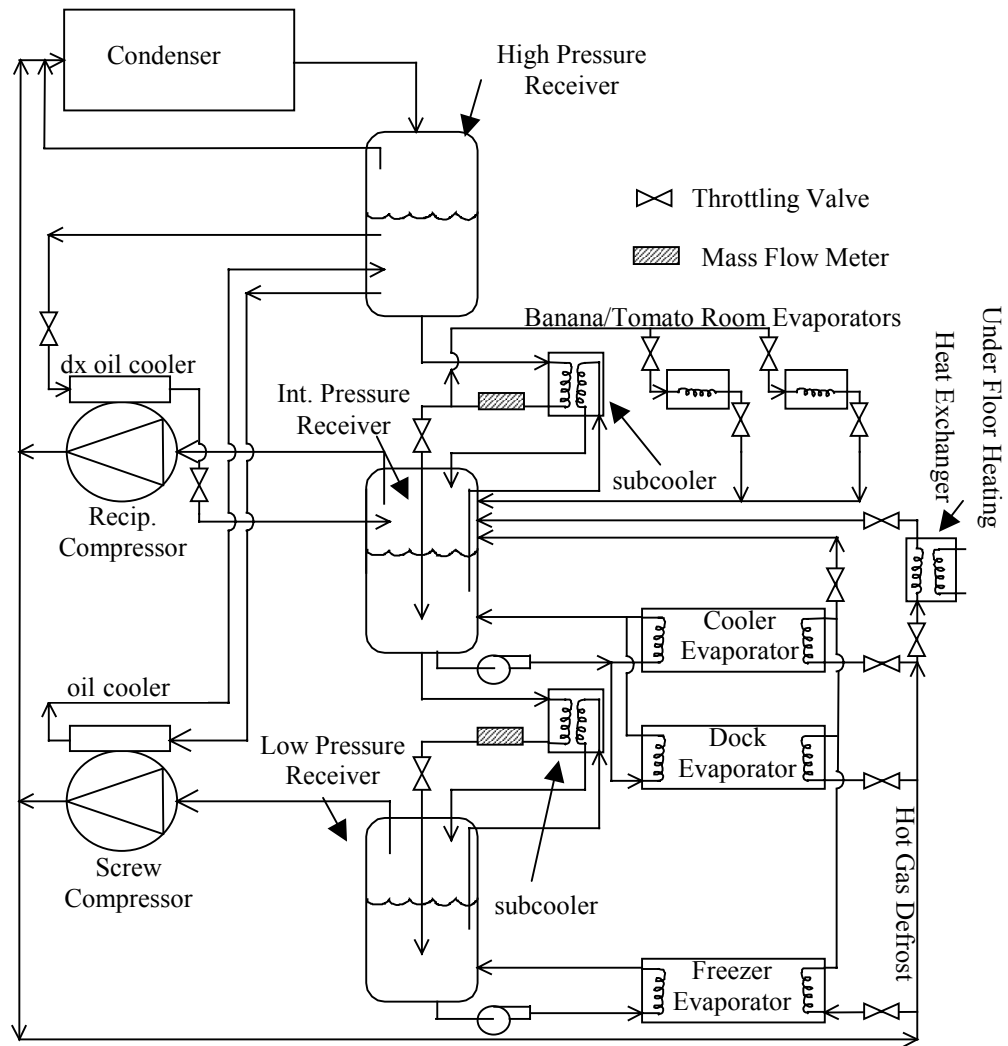 Condenser
High Pressure
Receiver
Throttling Valve
Mass Flow Meter
Banana/Tomato Room Evaporators
Under Floor Heating
Heat Exchanger
dx oil cooler
Int. Pressure
Receiver
subcooler
Recip.
Compressor
Cooler
Evaporator
oil cooler
Low Pressure
Receiver
Dock
Evaporator
Hot Gas Defrost
Screw
Compressor
subcooler
Freezer
Evaporator